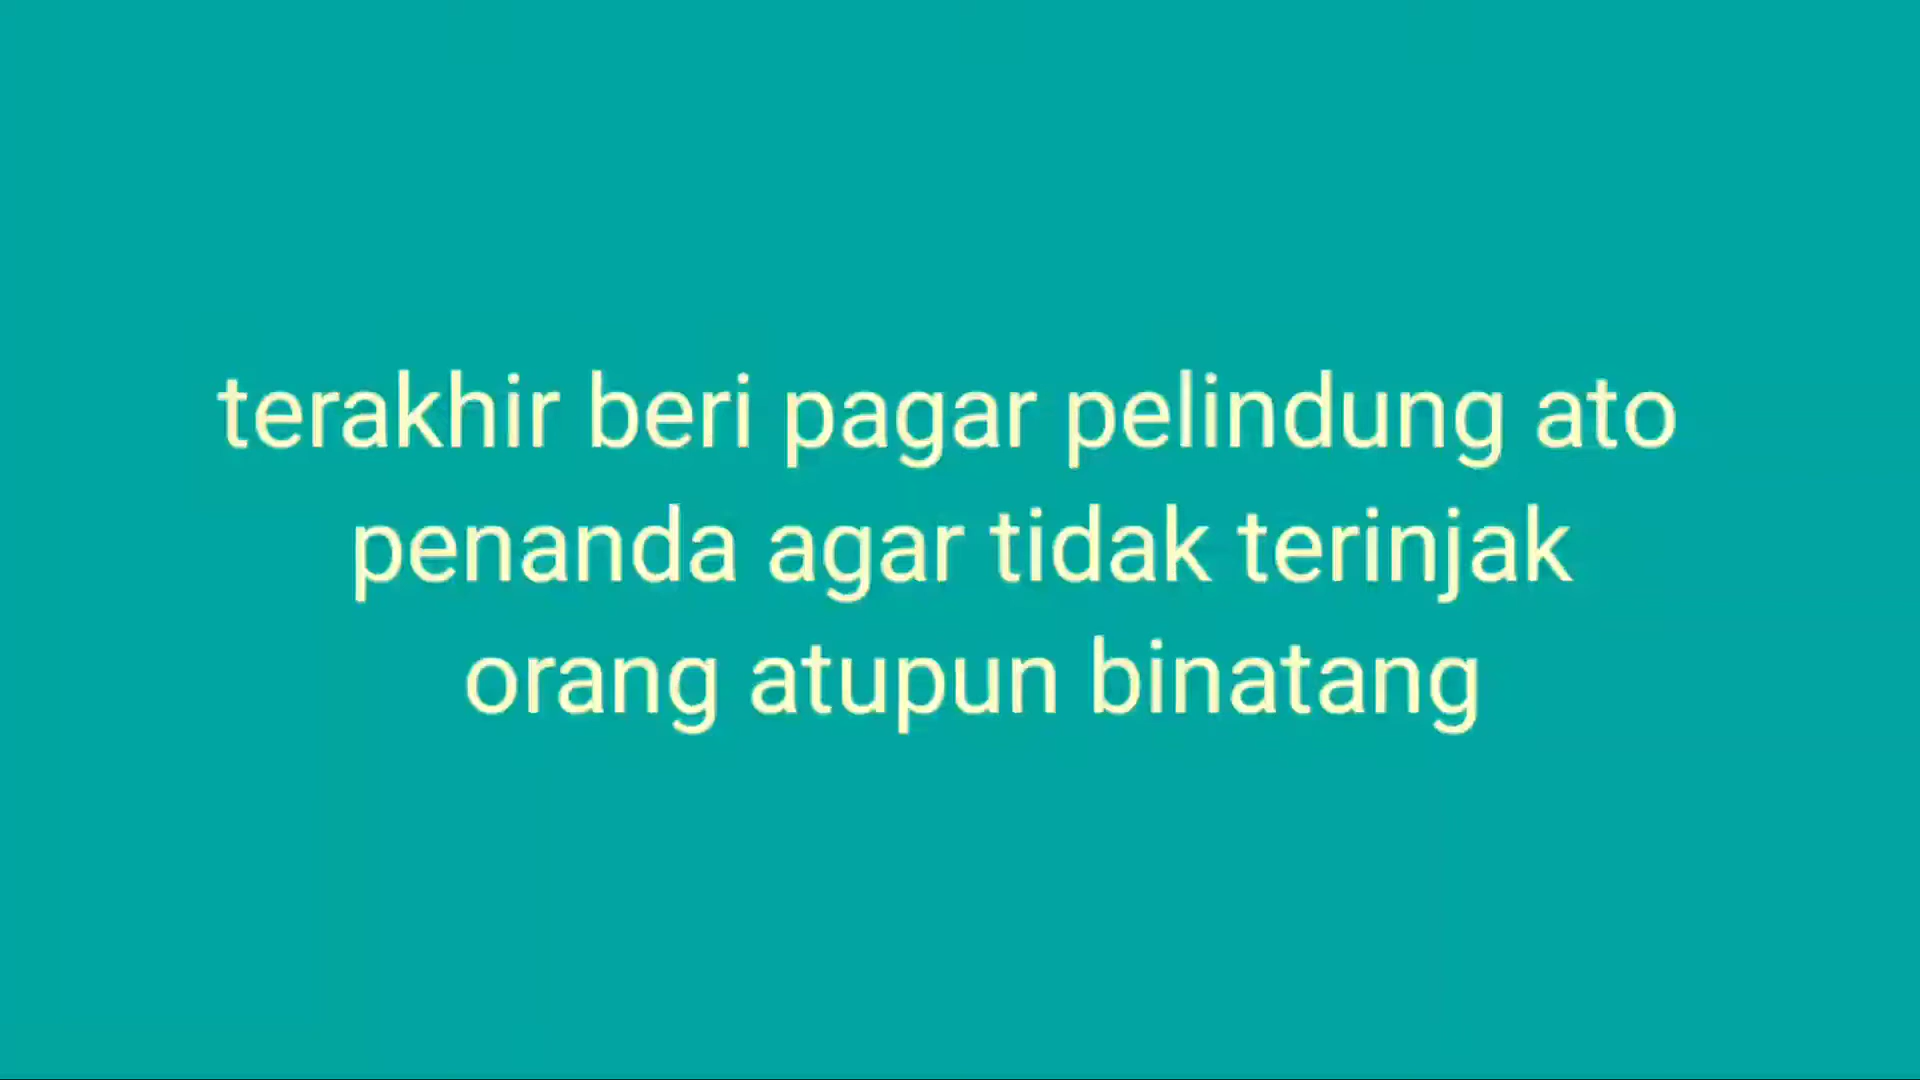 terakhir beri pagar pelindung ato
penanda agar tidak terinjak
orang atupun binatang